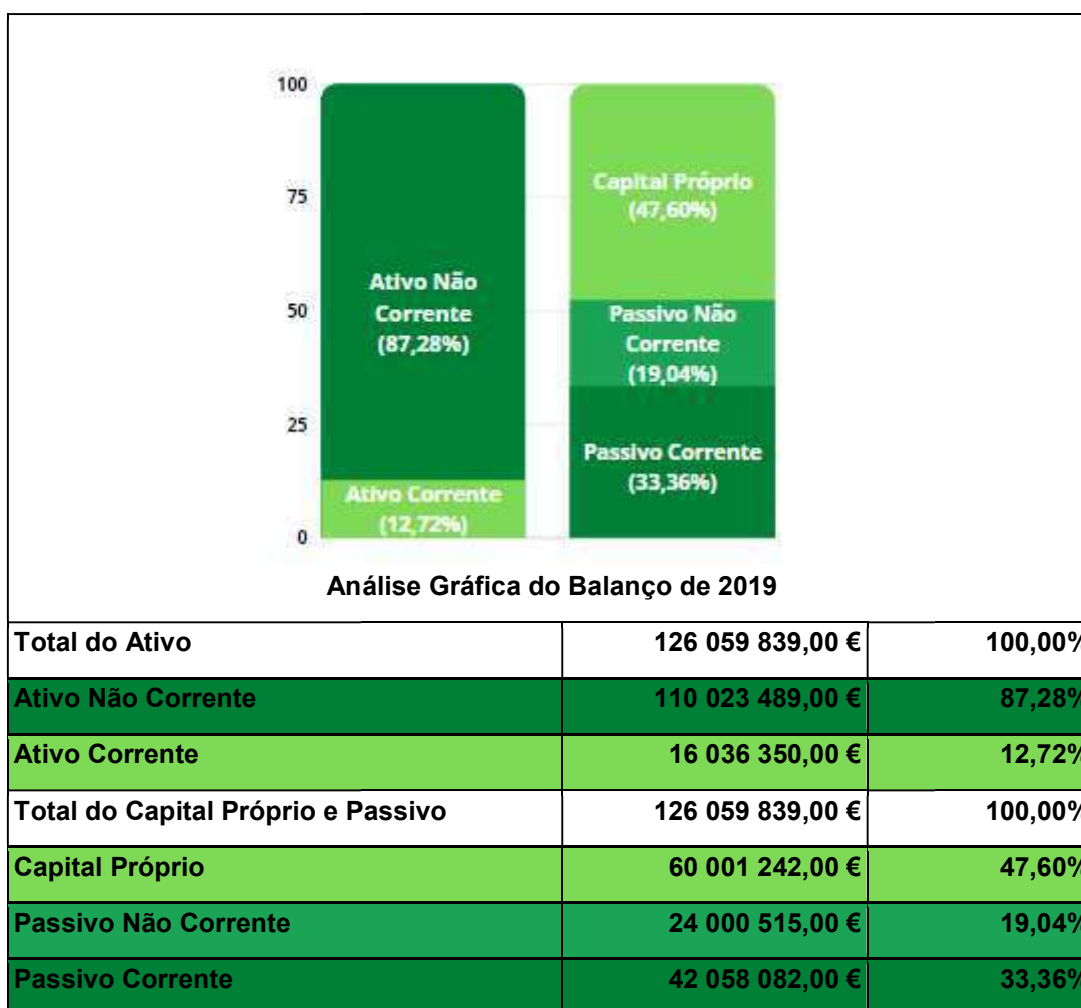 100
75
50
25
0
Ativo Não
Corrente
(87,28%)
Ativo Corrente
(12,72%)
Capital Próprio
(47,60%)
Passivo Não
Corrente
(19,04%)
Passivo Corrente
(33,36%)
Análise Gráfica do Balanço de 2019
Total do Ativo 126 059 839,00 € 100,00%
Ativo Não Corrente 110 023 489,00 € 87,28%
Ativo Corrente 16 036 350,00 € 12,72%
Total do Capital Próprio e Passivo 126 059 839,00 € 100,00%
Capital Próprio 60 001 242,00 € 47,60%
Passivo Não Corrente 24 000 515,00 € 19,04%
Passivo Corrente 42 058 082,00 € 33,36%